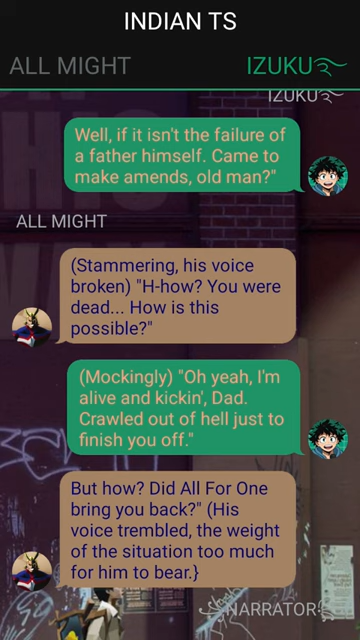 INDIAN TS
ALL MIGHT
IZUKU
IZUKU
Well, if it isn't the failure of
a father himself. Came to
make amends, old man?"
ALL MIGHT
(Stammering, his voice
broken) "H-how? You were
dead... How is this
possible?"
(Mockingly) "Oh yeah, I'm
alive and kickin', Dad.
Crawled out of hell just to
finish you off."
But how? Did All For One
bring you back?" (His
voice trembled, the weight
of the situation too much
for him to bear.}
NARRATOR